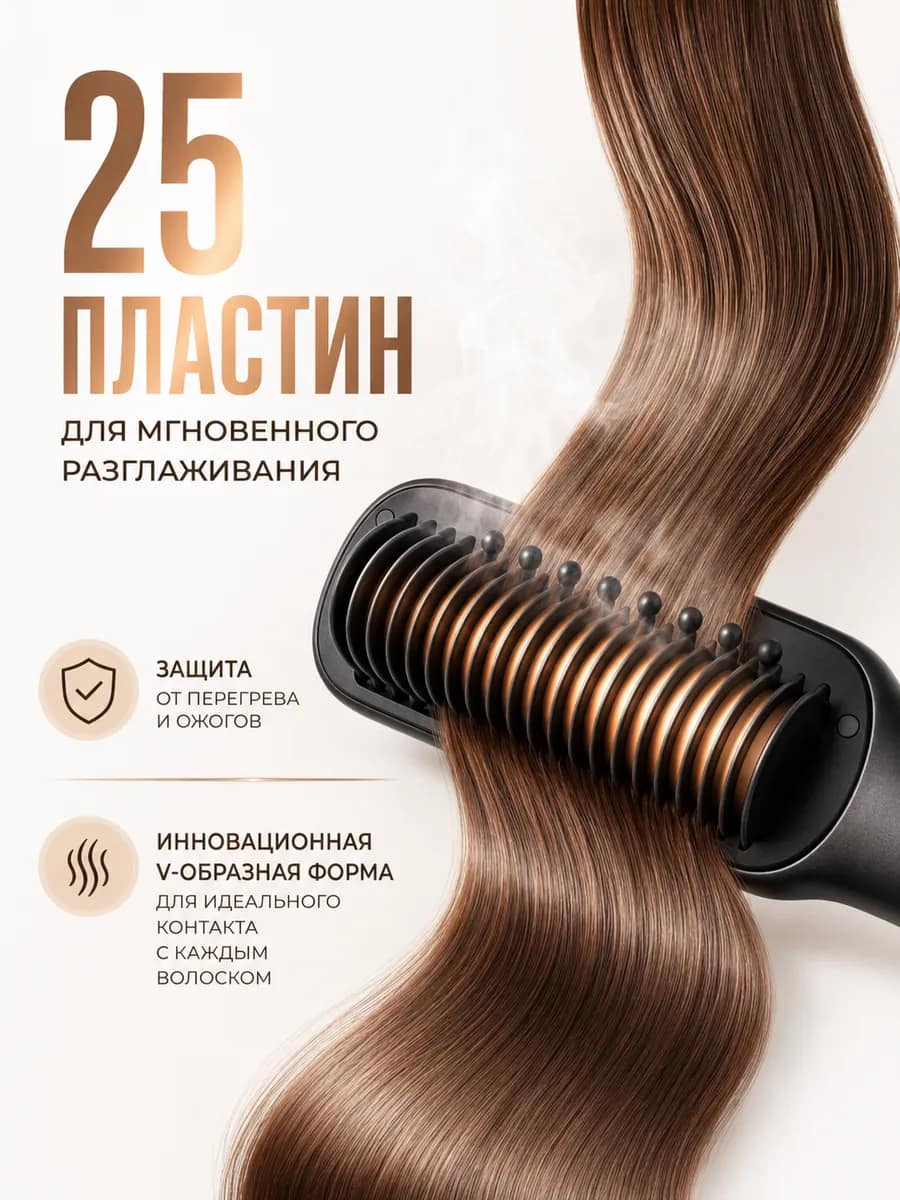 25
ПЛАСТИН
ДЛЯ МГНОВЕННОГО
РАЗГЛАЖИВАНИЯ
ЗАЩИТА
ОТ ПЕРЕГРЕВА
И ОЖОГОВ
ИННОВАЦИОННАЯ
V-ОБРАЗНАЯ ФОРМА
ДЛЯ ИДЕАЛЬНОГО
КОНТАКТА
С КАЖДЫМ
ВОЛОСКОМ